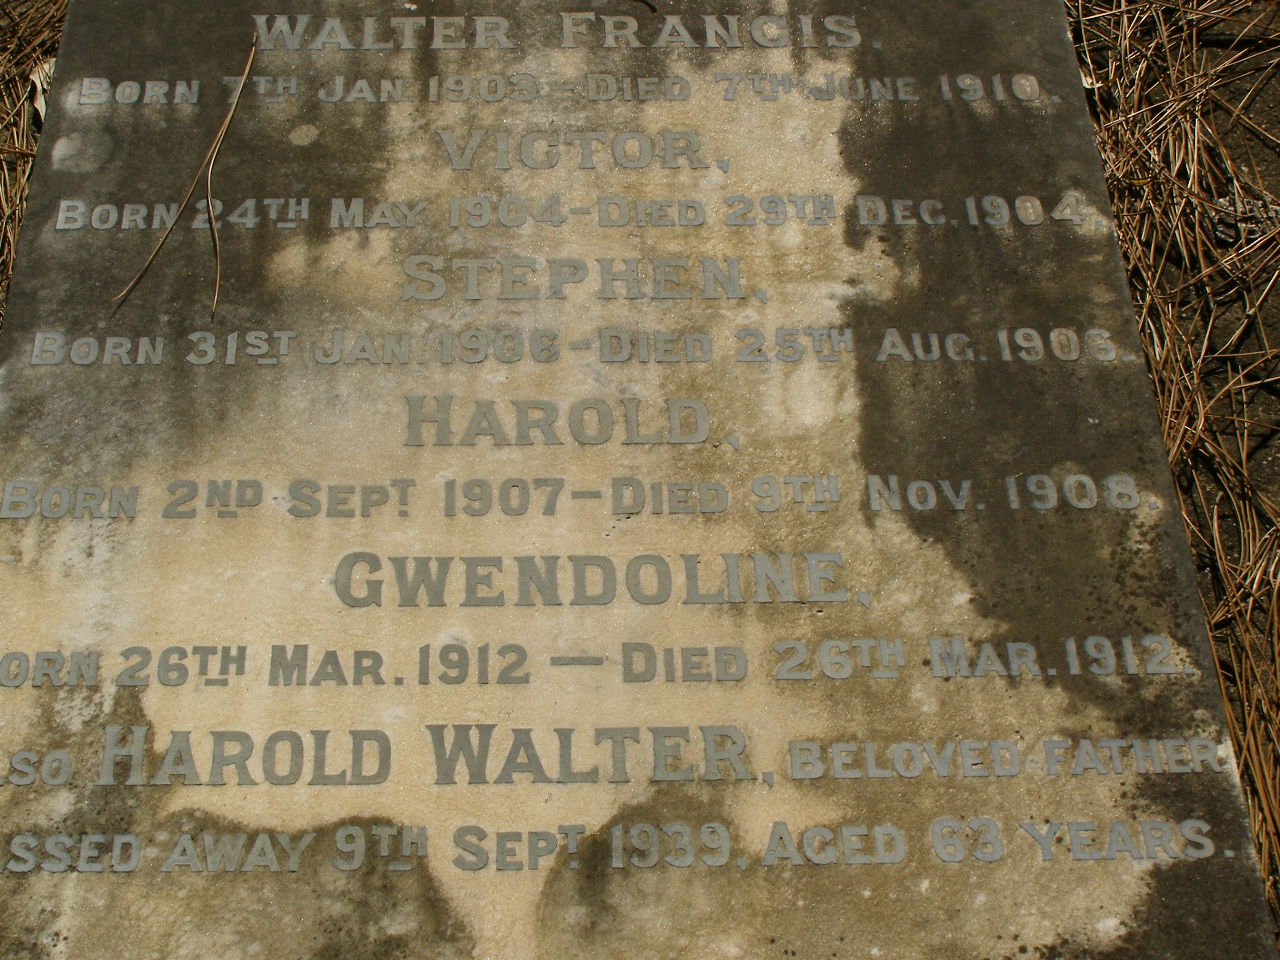 WALTER FRANCIS.
BORN 7TH JAN 1903 - DIED 7TH JUNE 1910.
VICTOR,
BORN 24TH MAY 1904 - DIED 29TH DEC. 1904.
STEPHEN,
BORN 31ST JAN. 1906 - DIED 25TH AUG. 1906.
HAROLD,
BORN 2ND SEPT 1907 - DIED 9TH NOV. 1908.
GWENDOLINE,
ORN 26TH MAR. 1912 - DIED 26TH MAR. 1912.
LSO HAROLD WALTER, BELOVED FATHER
SSED AWAY 9TH SEPT 1939, AGED 63 YEARS.